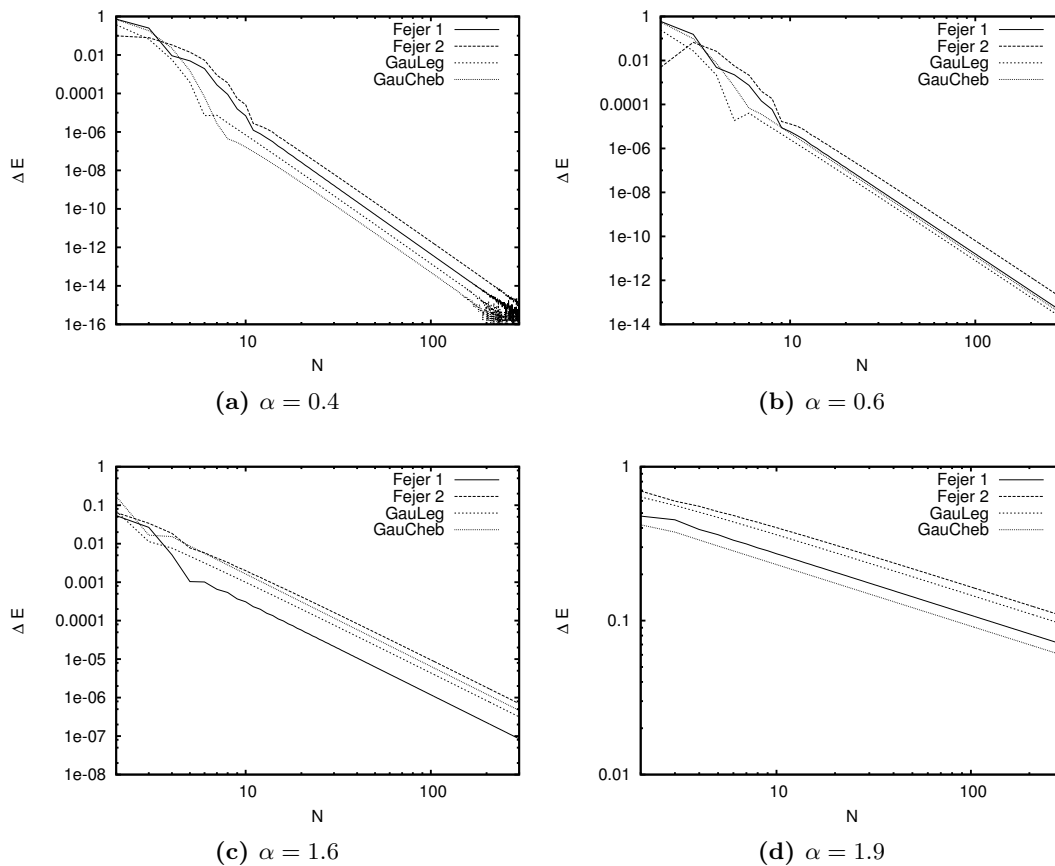 1
0.01
0.0001
1e-06
1e-08
1e-10
1e-12
1e-14
1e-16
Δ E
10
100
N
Fejer 1
Fejer 2
GauLeg
GauCheb
(a) α = 0.4
1
0.01
0.0001
1e-06
1e-08
1e-10
1e-12
1e-14
Δ E
10
100
N
Fejer 1
Fejer 2
GauLeg
GauCheb
(b) α = 0.6
1
0.1
0.01
0.001
0.0001
1e-05
1e-06
1e-07
1e-08
Δ E
10
100
N
Fejer 1
Fejer 2
GauLeg
GauCheb
(c) α = 1.6
1
0.1
0.01
Δ E
10
100
N
Fejer 1
Fejer 2
GauLeg
GauCheb
(d) α = 1.9